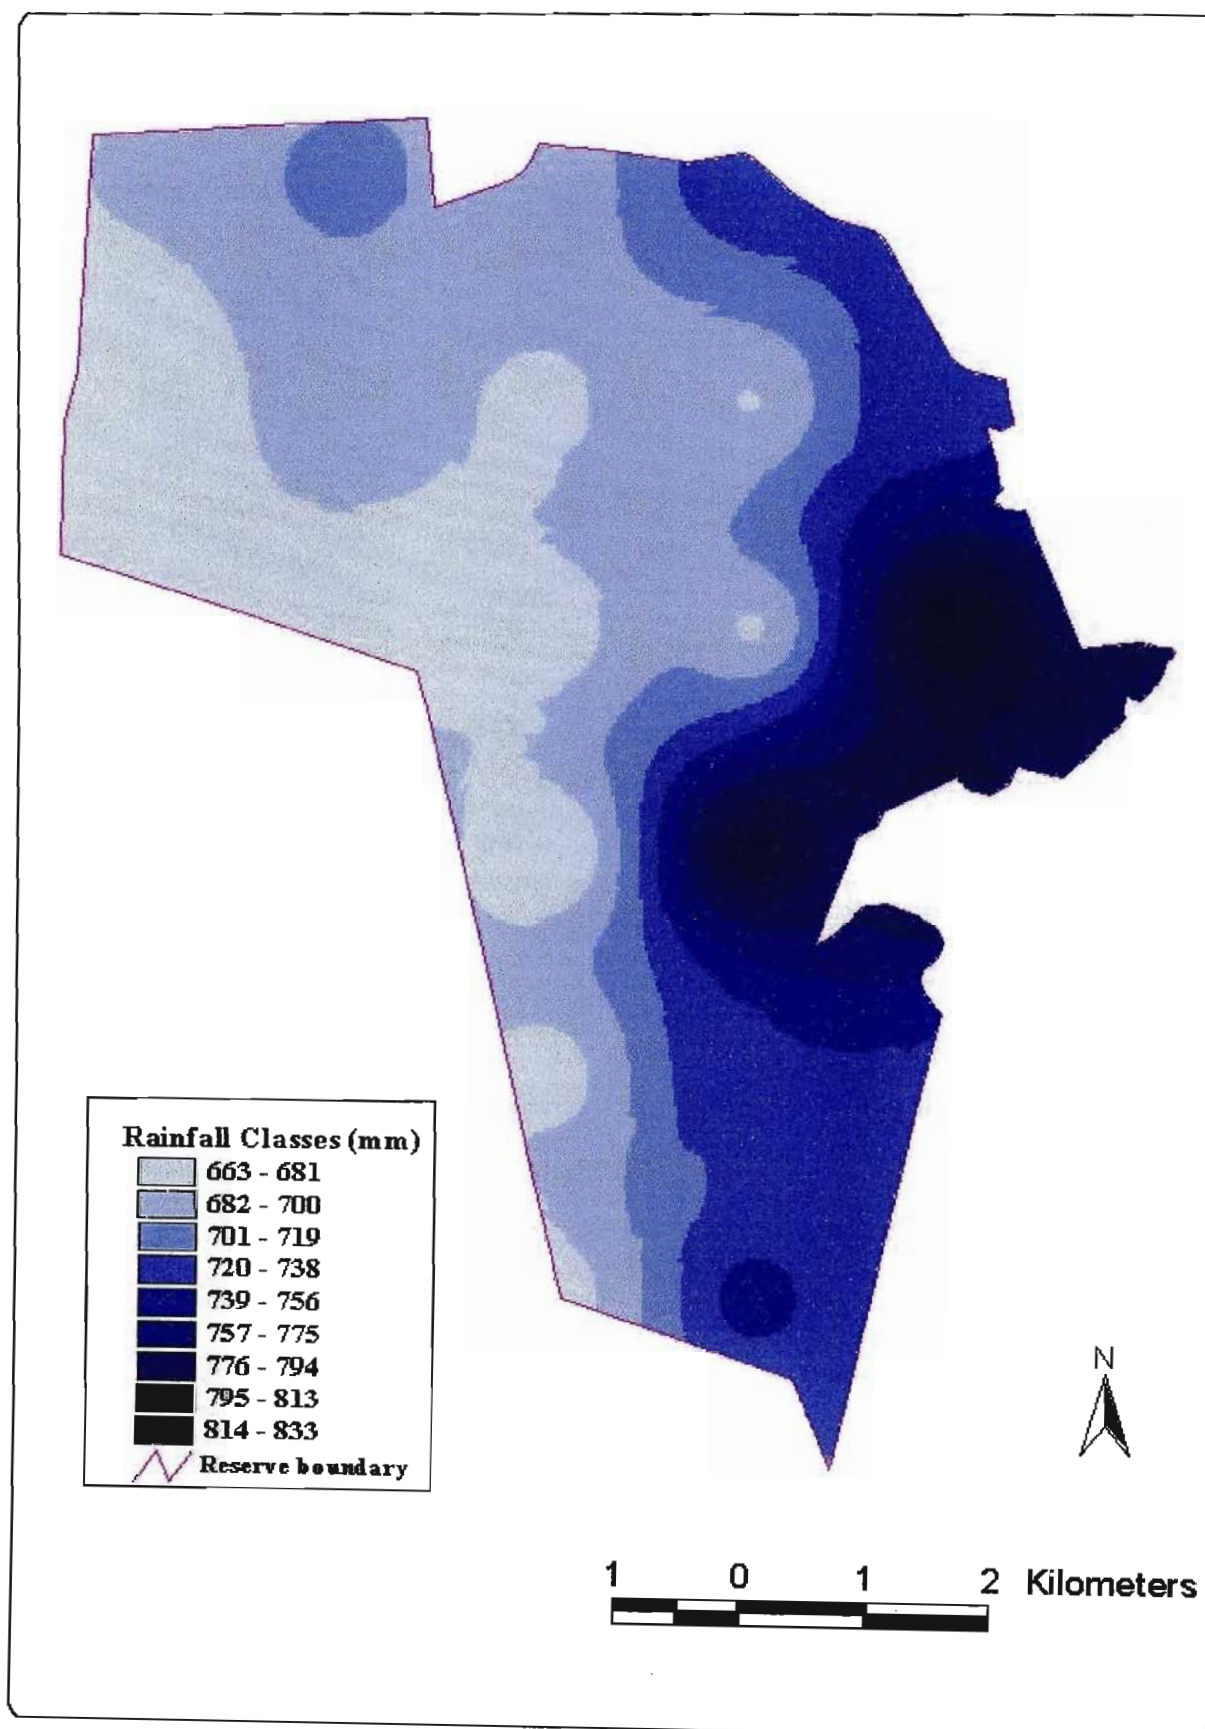 Rainfall Classes (mm)
663 - 681
682 - 700
701 - 719
720 - 738
739 - 756
757 - 775
776 - 794
795 - 813
814 - 833
Reserve boundary
N
1 0 1 2 Kilometers